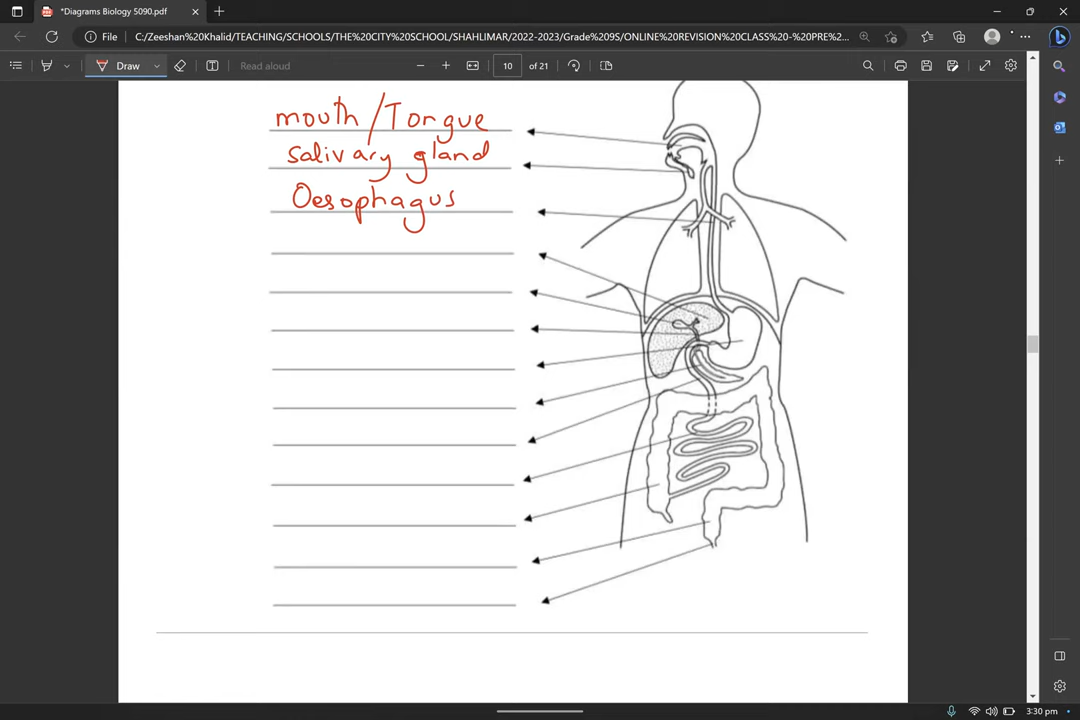 *Diagrams Biology 5090.pdf
File
C:/Zeeshan%20Khalid/TEACHING/SCHOOLS/THE%20CITY%20SCHOOL/SHAHLIMAR/2022-2023/Grade%209S/ONLINE%20REVISION%20CLASS%20-%20PRE%2...
Draw
Read aloud
10 of 21
mouth/Tongue
salivary gland
Oesophagus
3:30 pm